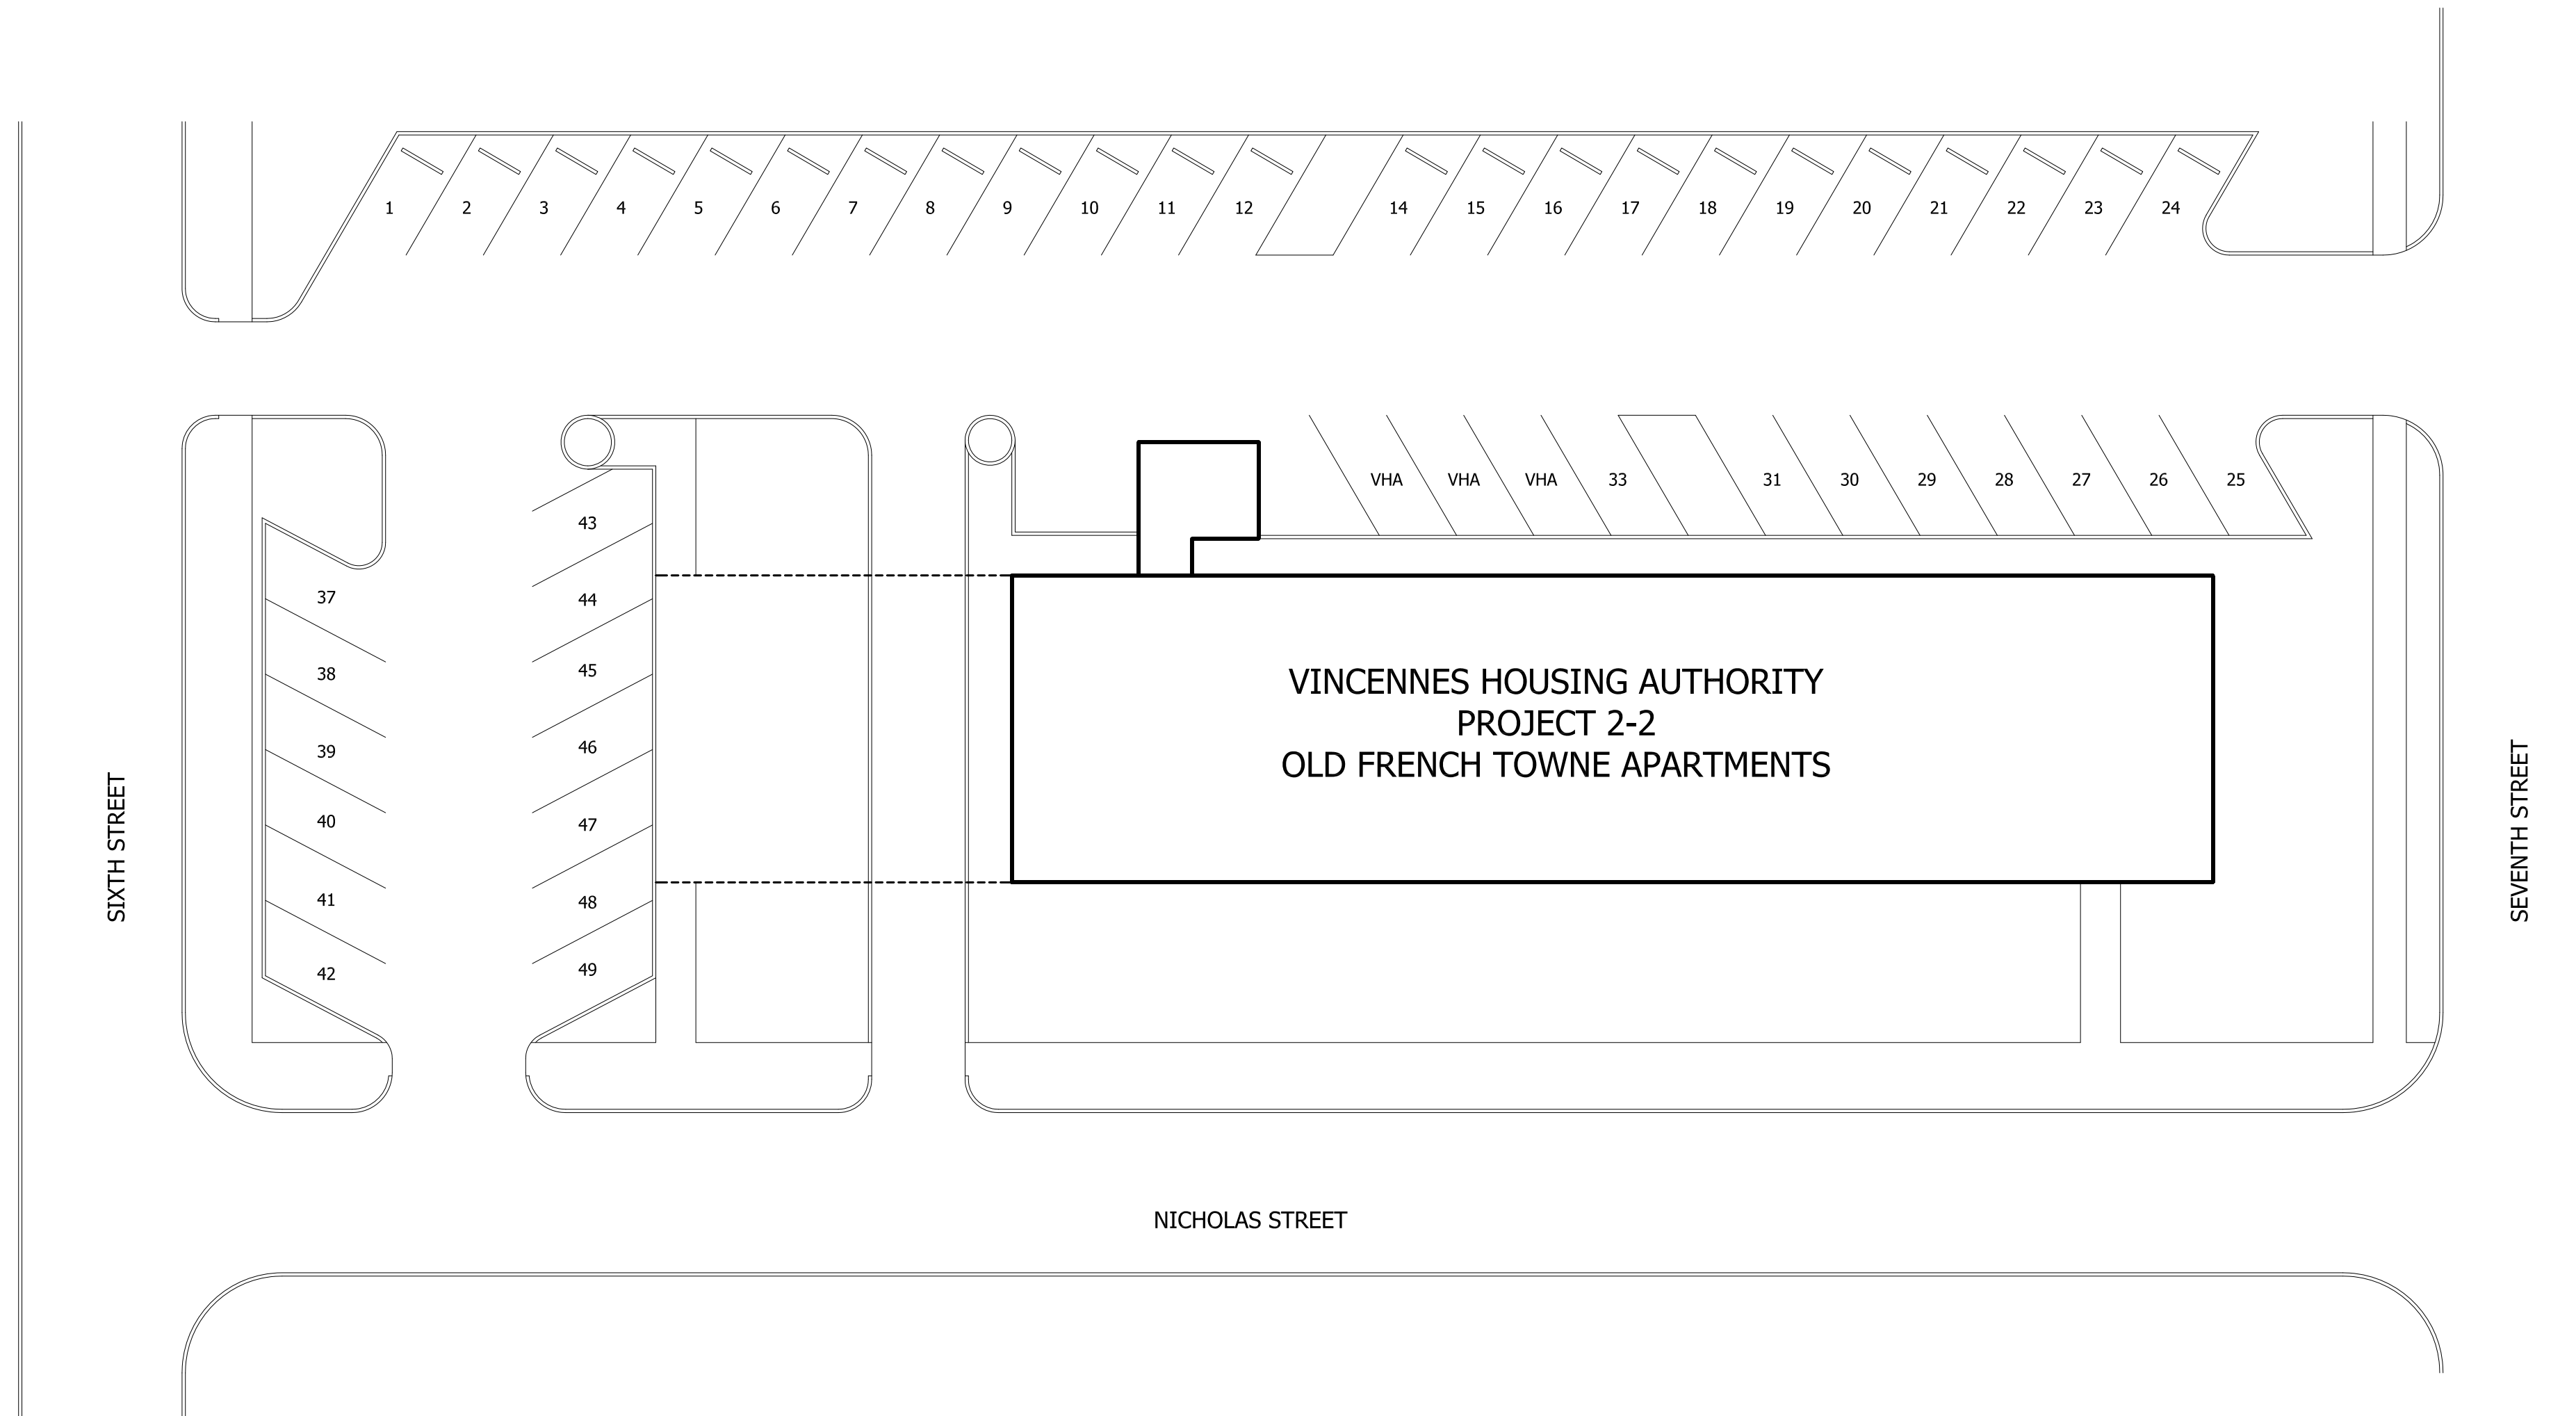 1 2 3 4 5 6 7 8 9 10 11 12 14 15 16 17 18 19 20 21 22 23 24
VHA VHA VHA 33 31 30 29 28 27 26 25
43
37
44
38
45
39
46
40
47
41
48
42
49
VINCENNES HOUSING AUTHORITY
PROJECT 2-2
OLD FRENCH TOWNE APARTMENTS
SIXTH STREET
SEVENTH STREET
NICHOLAS STREET